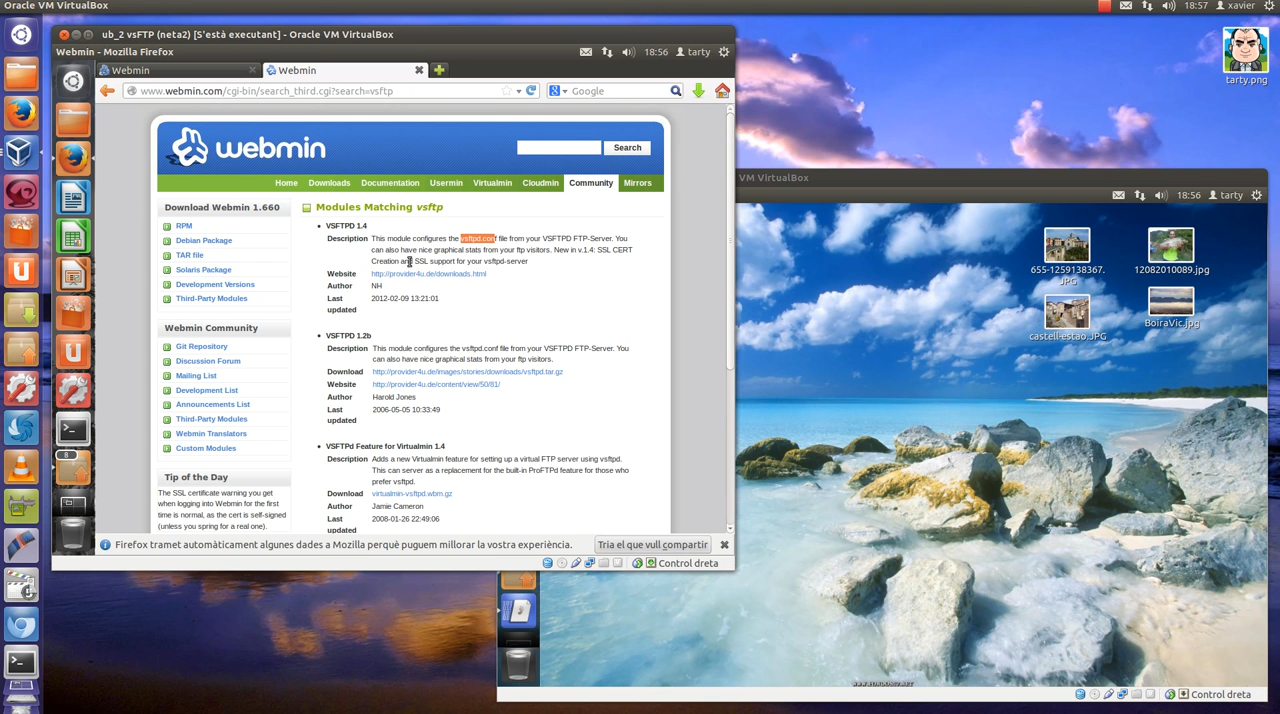 Oracle VM VirtualBox
18:57
xavier
tarty.png
ub_2 vsFTP (neta2) [S'està executant] - Oracle VM VirtualBox
Webmin - Mozilla Firefox
18:56
tarty
Webmin
Webmin
www.webmin.com/cgi-bin/search_third.cgi?search=vsftp
Google
webmin
Search
Home
Downloads
Documentation
Usermin
Virtualmin
Cloudmin
Community
Mirrors
Download Webmin 1.660
RPM
Debian Package
TAR file
Solaris Package
Development Versions
Third-Party Modules
Webmin Community
Git Repository
Discussion Forum
Mailing List
Development List
Announcements List
Third-Party Modules
Webmin Translators
Custom Modules
Tip of the Day
The SSL certificate warning you get
when logging into Webmin for the first
time is normal, as the cert is self-signed
(unless you spring for a real one).
Modules Matching vsftp
VSFTPD 1.4
Description This module configures the vsftpd.conf file from your VSFTPD FTP-Server. You
can also have nice graphical stats from your ftp visitors. New in v.1.4: SSL CERT
Creation and SSL support for your vsftpd-server
Website http://provider4u.de/downloads.html
Author NH
Last 2012-02-09 13:21:01
updated
VSFTPD 1.2b
Description This module configures the vsftpd.conf file from your VSFTPD FTP-Server. You
can also have nice graphical stats from your ftp visitors.
Download http://provider4u.de/images/stories/downloads/vsftpd.tar.gz
Website http://provider4u.de/content/view/50/81/
Author Harold Jones
Last 2006-05-05 10:33:49
updated
VSFTPd Feature for Virtualmin 1.4
Description Adds a new Virtualmin feature for setting up a virtual FTP server using vsftpd.
This can server as a replacement for the built-in ProFTPd feature for those who
prefer vsftpd.
Download virtualmin-vsftpd.wbm.gz
Author Jamie Cameron
Last 2008-01-26 22:49:06
updated
8
Firefox tramet automàticament algunes dades a Mozilla perquè puguem millorar la vostra experiència.
Tria el que vull compartir
Control dreta
VM VirtualBox
18:56
tarty
655-1259138367.
JPG
12082010089.jpg
castell-estao.JPG
BoiraVic.jpg
Control dreta